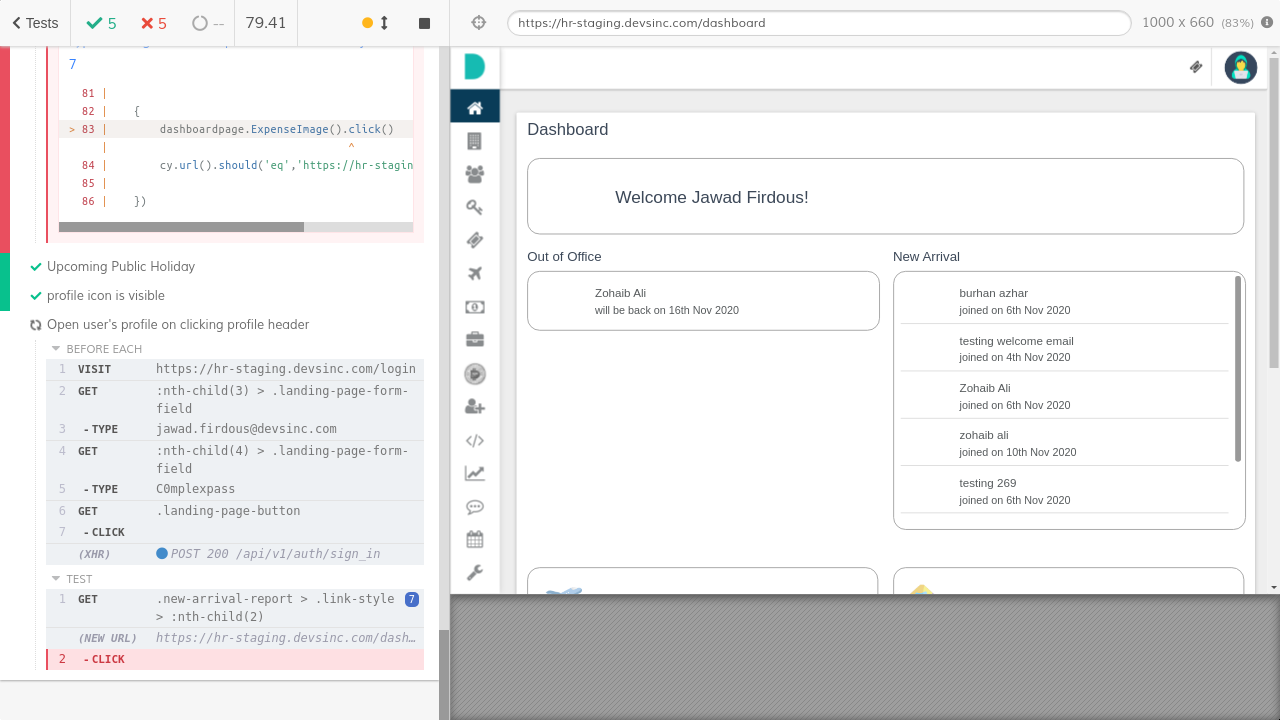 Tests
5
5
--
79.41
https://hr-staging.devsinc.com/dashboard
1000 x 660 (83%)
7
81 |
82 | {
> 83 | dashboardpage.ExpenseImage().click()
| ^
84 | cy.url().should('eq','https://hr-stagin
85 |
86 | })
Upcoming Public Holiday
profile icon is visible
Open user's profile on clicking profile header
BEFORE EACH
1 VISIT https://hr-staging.devsinc.com/login
2 GET :nth-child(3) > .landing-page-form-
field
3 - TYPE jawad.firdous@devsinc.com
4 GET :nth-child(4) > .landing-page-form-
field
5 - TYPE C0mplexpass
6 GET .landing-page-button
7 - CLICK
(XHR) POST 200 /api/v1/auth/sign_in
TEST
1 GET .new-arrival-report > .link-style 7
> :nth-child(2)
(NEW URL) https://hr-staging.devsinc.com/dash…
2 - CLICK
Dashboard
Welcome Jawad Firdous!
Out of Office
Zohaib Ali
will be back on 16th Nov 2020
New Arrival
burhan azhar
joined on 6th Nov 2020
testing welcome email
joined on 4th Nov 2020
Zohaib Ali
joined on 6th Nov 2020
zohaib ali
joined on 10th Nov 2020
testing 269
joined on 6th Nov 2020